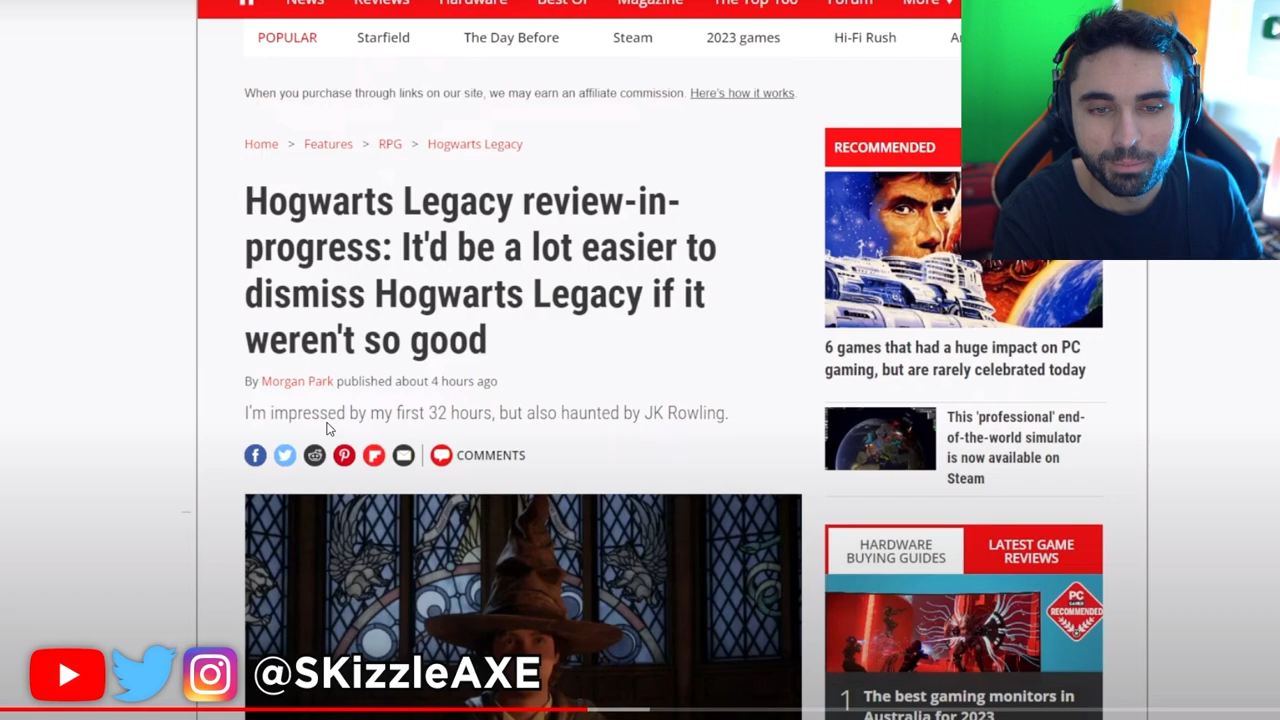 News Reviews Hardware Best Of Magazine The Top 100 Forum More
POPULAR Starfield The Day Before Steam 2023 games Hi-Fi Rush
When you purchase through links on our site, we may earn an affiliate commission. Here's how it works.
Home > Features > RPG > Hogwarts Legacy
Hogwarts Legacy review-in-
progress: It'd be a lot easier to
dismiss Hogwarts Legacy if it
weren't so good
By Morgan Park published about 4 hours ago
I'm impressed by my first 32 hours, but also haunted by JK Rowling.
COMMENTS
RECOMMENDED
6 games that had a huge impact on PC
gaming, but are rarely celebrated today
This 'professional' end-
of-the-world simulator
is now available on
Steam
HARDWARE
BUYING GUIDES
LATEST GAME
REVIEWS
PC
GAMER
RECOMMENDED
1 The best gaming monitors in
Australia for 2023
@SKizzleAXE